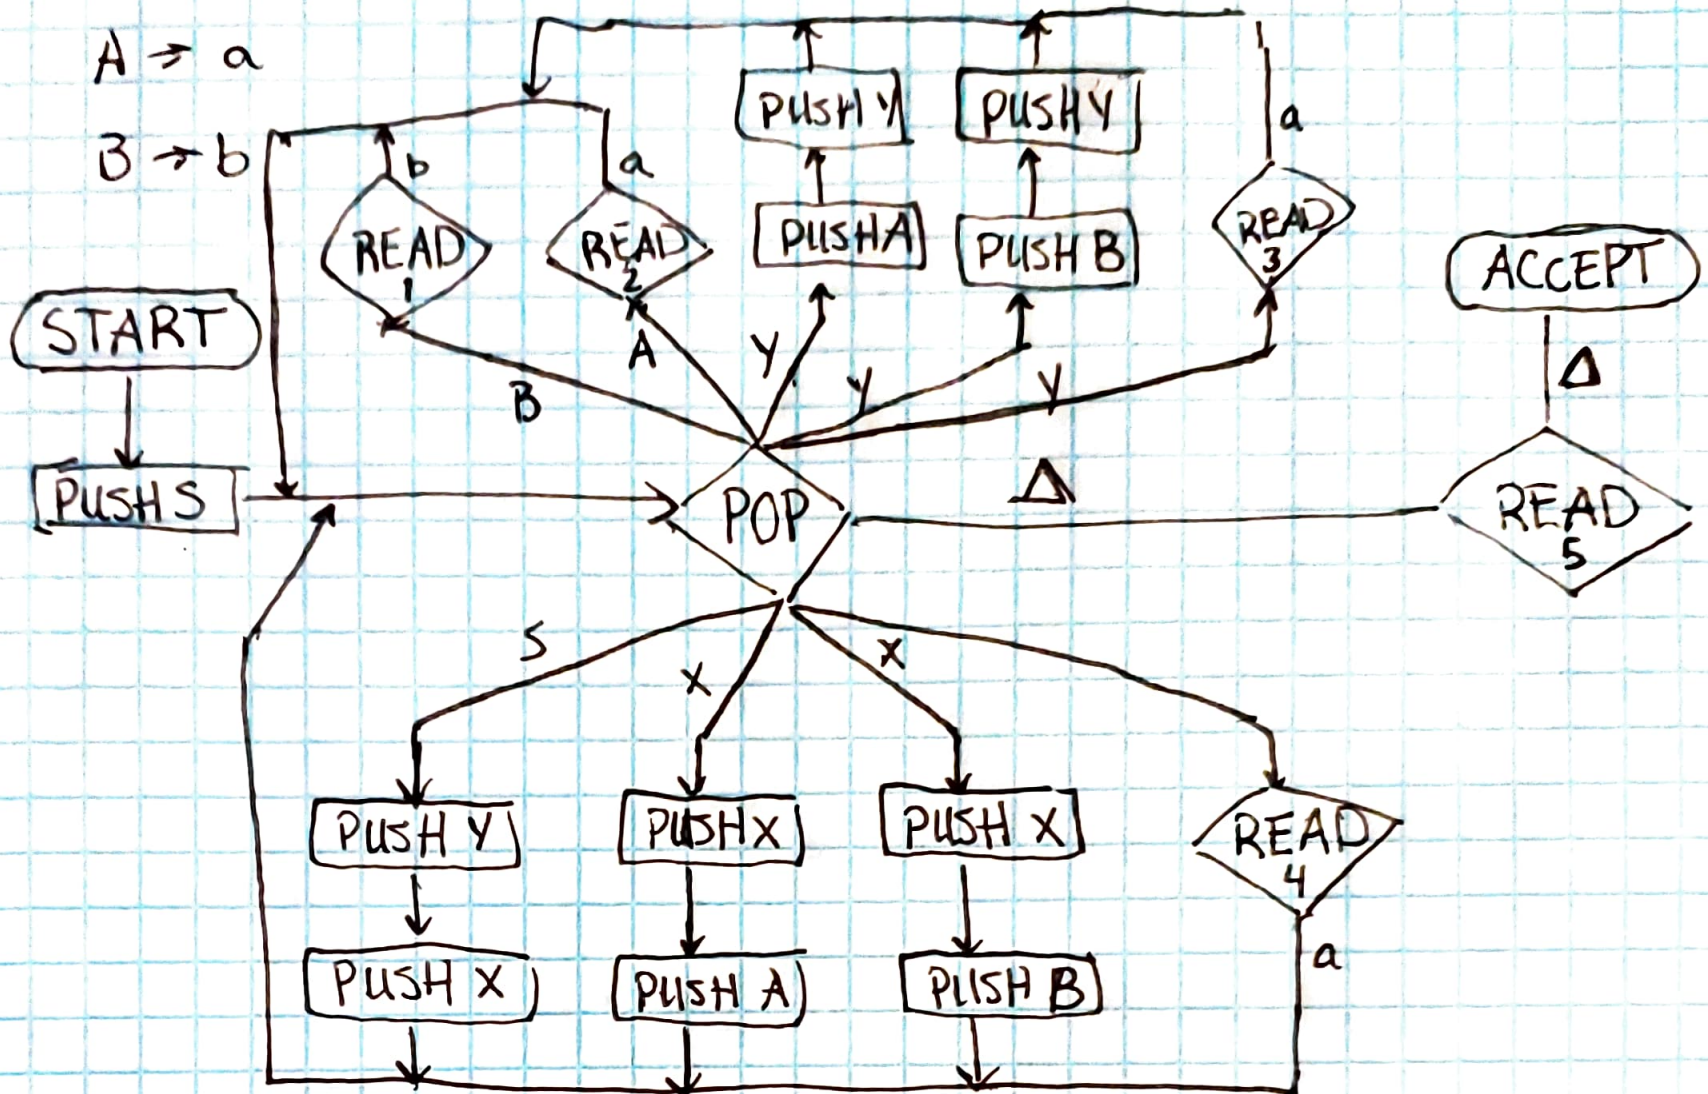 A → a
B → b
PUSH Y
PUSH Y
a
b
a
READ 1
READ 2
PUSH A
PUSH B
READ 3
ACCEPT
START
B
A
Y
Y
Y
Δ
PUSH S
POP
Δ
READ 5
S
X
X
PUSH Y
PUSH X
PUSH X
READ 4
PUSH X
PUSH A
PUSH B
a